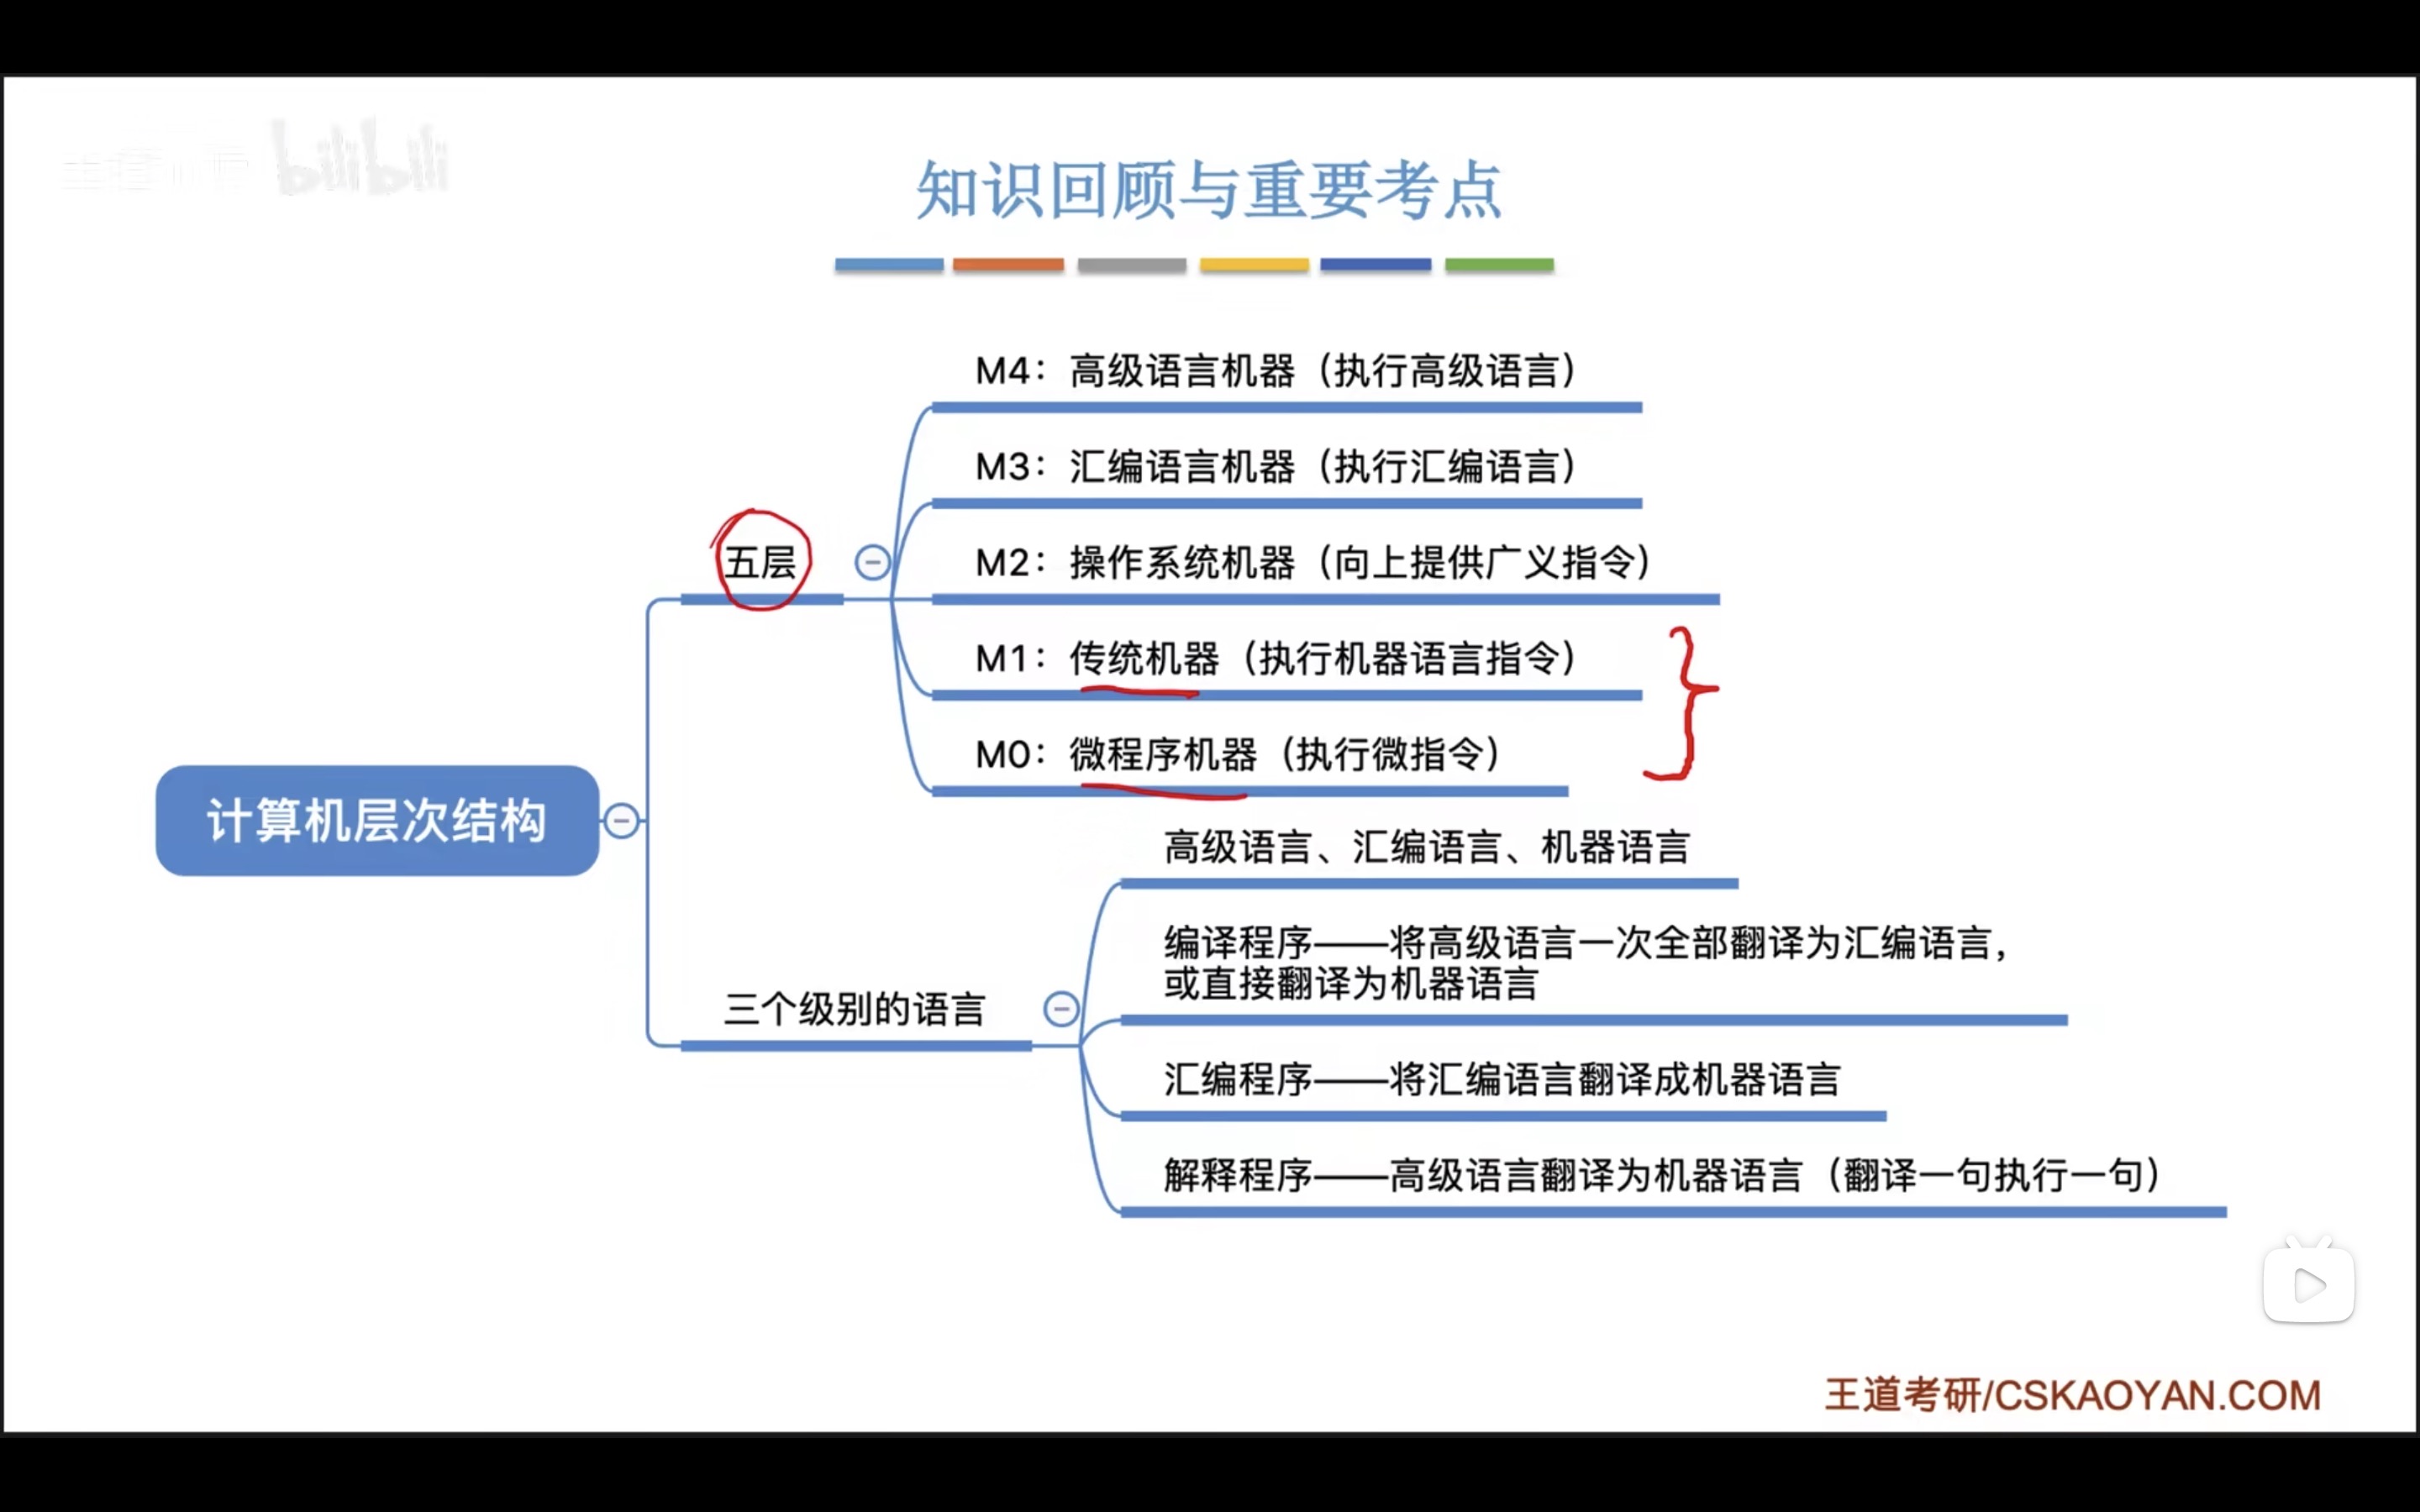 bilibili
知识回顾与重要考点
M4：高级语言机器（执行高级语言）
M3：汇编语言机器（执行汇编语言）
五层
M2：操作系统机器（向上提供广义指令）
M1：传统机器（执行机器语言指令）
M0：微程序机器（执行微指令）
计算机层次结构
高级语言、汇编语言、机器语言
编译程序——将高级语言一次全部翻译为汇编语言，
或直接翻译为机器语言
三个级别的语言
汇编程序——将汇编语言翻译成机器语言
解释程序——高级语言翻译为机器语言（翻译一句执行一句）
王道考研/CSKAOYAN.COM